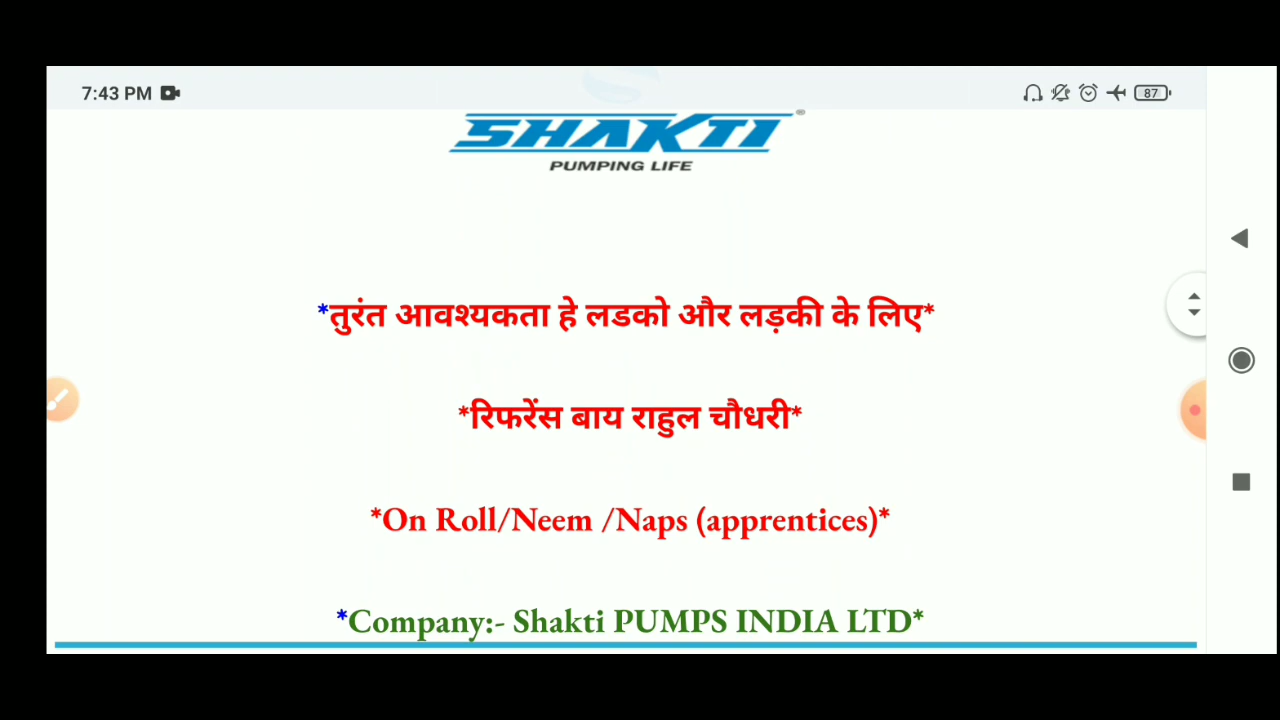 7:43 PM
87
SHAKTI
PUMPING LIFE
*तुरंत आवश्यकता हे लडको और लड़की के लिए*
*रिफरेंस बाय राहुल चौधरी*
*On Roll/Neem /Naps (apprentices)*
*Company:- Shakti PUMPS INDIA LTD*